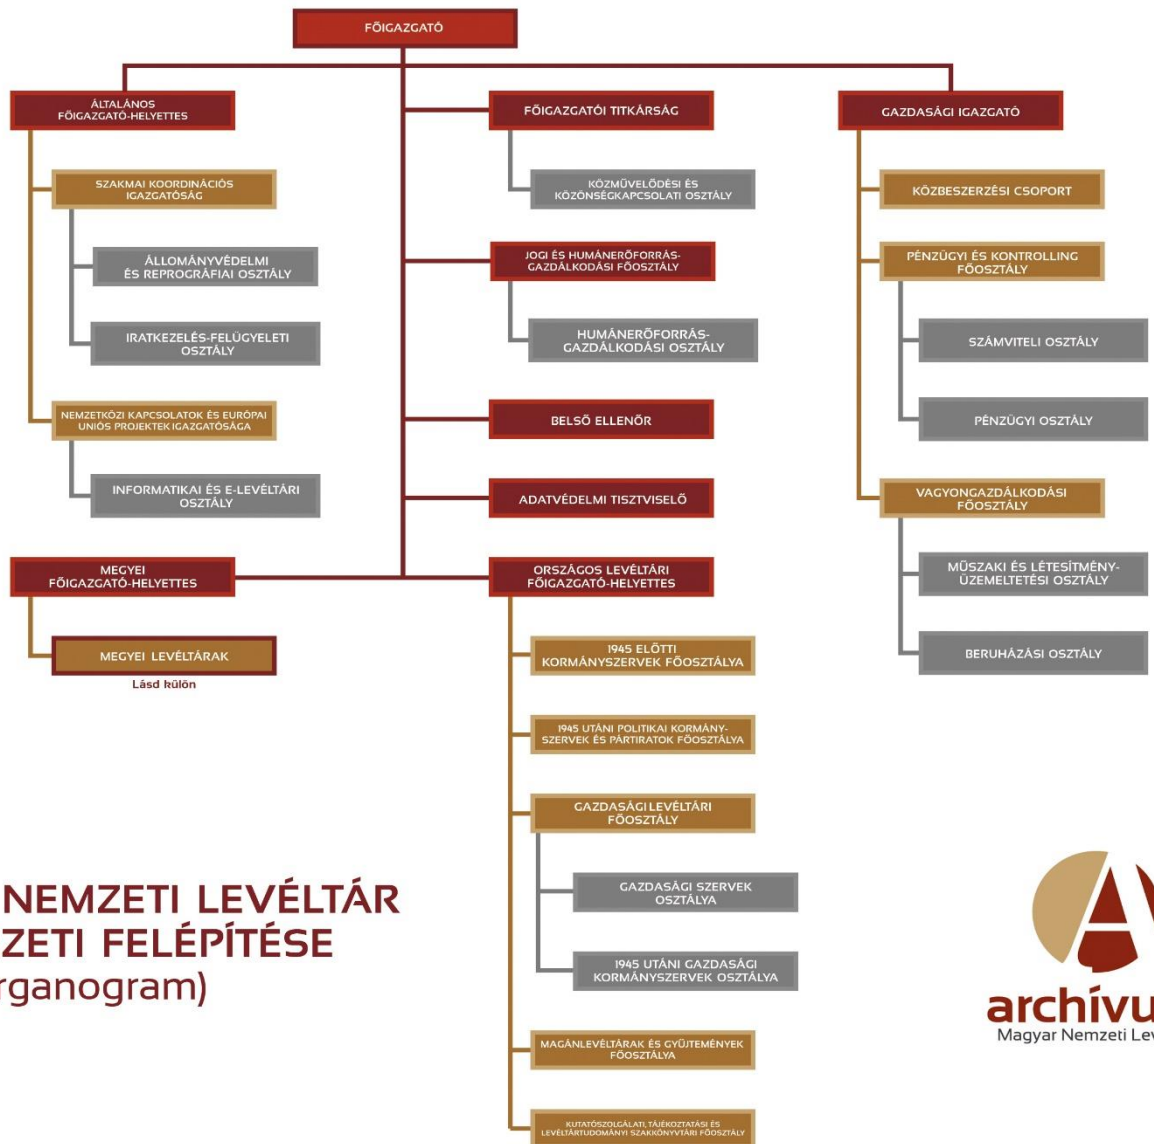 FŐIGAZGATÓ
ÁLTALÁNOS
FŐIGAZGATÓ-HELYETTES
SZAKMAI KOORDINÁCIÓS
IGAZGATÓSÁG
ÁLLOMÁNYVÉDELMI
ÉS REPROGRÁFIAI OSZTÁLY
IRATKEZELÉS-FELÜGYELETI
OSZTÁLY
NEMZETKÖZI KAPCSOLATOK ÉS EURÓPAI
UNIÓS PROJEKTEK IGAZGATÓSÁGA
INFORMATIKAI ÉS E-LEVÉLTÁRI
OSZTÁLY
MEGYEI
FŐIGAZGATÓ-HELYETTES
MEGYEI LEVÉLTÁRAK
Lásd külön
FŐIGAZGATÓI TITKÁRSÁG
KÖZMŰVELŐDÉSI ÉS
KÖZÖNSÉGKAPCSOLATI OSZTÁLY
JOGI ÉS HUMÁNERŐFORRÁS-
GAZDÁLKODÁSI FŐOSZTÁLY
HUMÁNERŐFORRÁS-
GAZDÁLKODÁSI OSZTÁLY
BELSŐ ELLENŐR
ADATVÉDELMI TISZTVISELŐ
ORSZÁGOS LEVÉLTÁRI
FŐIGAZGATÓ-HELYETTES
1945 ELŐTTI
KORMÁNYSZERVEK FŐOSZTÁLYA
1945 UTÁNI POLITIKAI KORMÁNY-
SZERVEK ÉS PÁRTIRATOK FŐOSZTÁLYA
GAZDASÁGI LEVÉLTÁRI
FŐOSZTÁLY
GAZDASÁGI SZERVEK
OSZTÁLYA
1945 UTÁNI GAZDASÁGI
KORMÁNYSZERVEK OSZTÁLYA
MAGÁNLEVÉLTÁRAK ÉS GYŰJTEMÉNYEK
FŐOSZTÁLYA
KUTATÓSZOLGÁLATI, TÁJÉKOZTATÁSI ÉS
LEVÉLTÁRTUDOMÁNYI SZAKKÖNYVTÁRI FŐOSZTÁLY
GAZDASÁGI IGAZGATÓ
KÖZBESZERZÉSI CSOPORT
PÉNZÜGYI ÉS KONTROLLING
FŐOSZTÁLY
SZÁMVITELI OSZTÁLY
PÉNZÜGYI OSZTÁLY
VAGYONGAZDÁLKODÁSI
FŐOSZTÁLY
MŰSZAKI ÉS LÉTESÍTMÉNY-
ÜZEMELTETÉSI OSZTÁLY
BERUHÁZÁSI OSZTÁLY
NEMZETI LEVÉLTÁR
ZETI FELÉPÍTÉSE
rganogram)
archívu
Magyar Nemzeti Lev